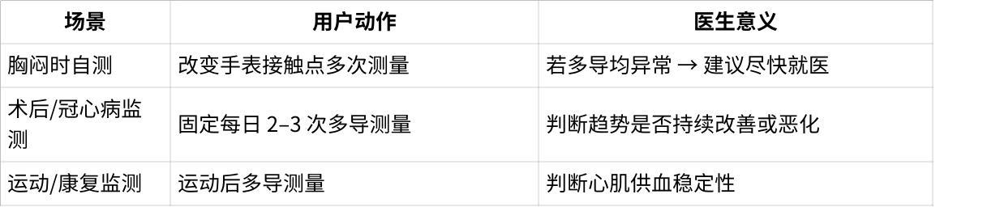 场景 用户动作 医生意义
胸闷时自测 改变手表接触点多次测量 若多导均异常 → 建议尽快就医
术后/冠心病监
测 固定每日 2–3 次多导测量 判断趋势是否持续改善或恶化
运动/康复监测 运动后多导测量 判断心肌供血稳定性